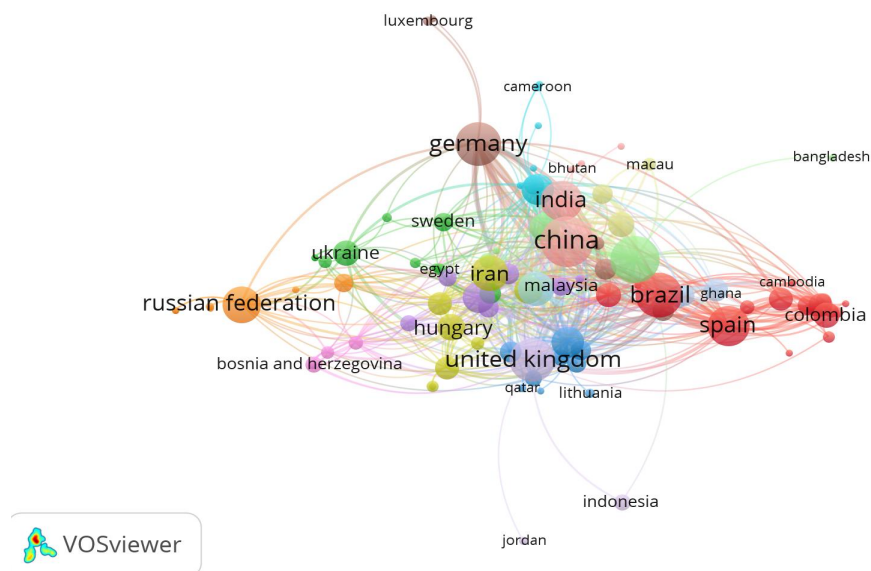 luxembourg
cameroon
germany
bhutan
macau
bangladesh
india
sweden
china
ukraine
egypt
iran
malaysia
russian federation
brazil
ghana
cambodia
colombia
hungary
spain
united kingdom
bosnia and herzegovina
qatar
lithuania
indonesia
jordan
VOSviewer